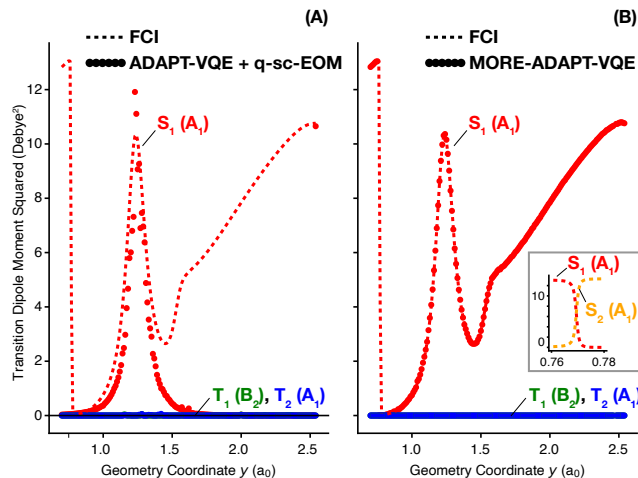 (A)
FCI
ADAPT-VQE + q-sc-EOM
S₁ (A₁)
T₁ (B₂), T₂ (A₁)
Transition Dipole Moment Squared (Debye²)
12
10
8
6
4
2
0
1.0 1.5 2.0 2.5
Geometry Coordinate y (a₀)
(B)
FCI
MORE-ADAPT-VQE
S₁ (A₁)
S₁ (A₁)
S₂ (A₁)
10
0
0.76 0.78
T₁ (B₂), T₂ (A₁)
1.0 1.5 2.0 2.5
Geometry Coordinate y (a₀)